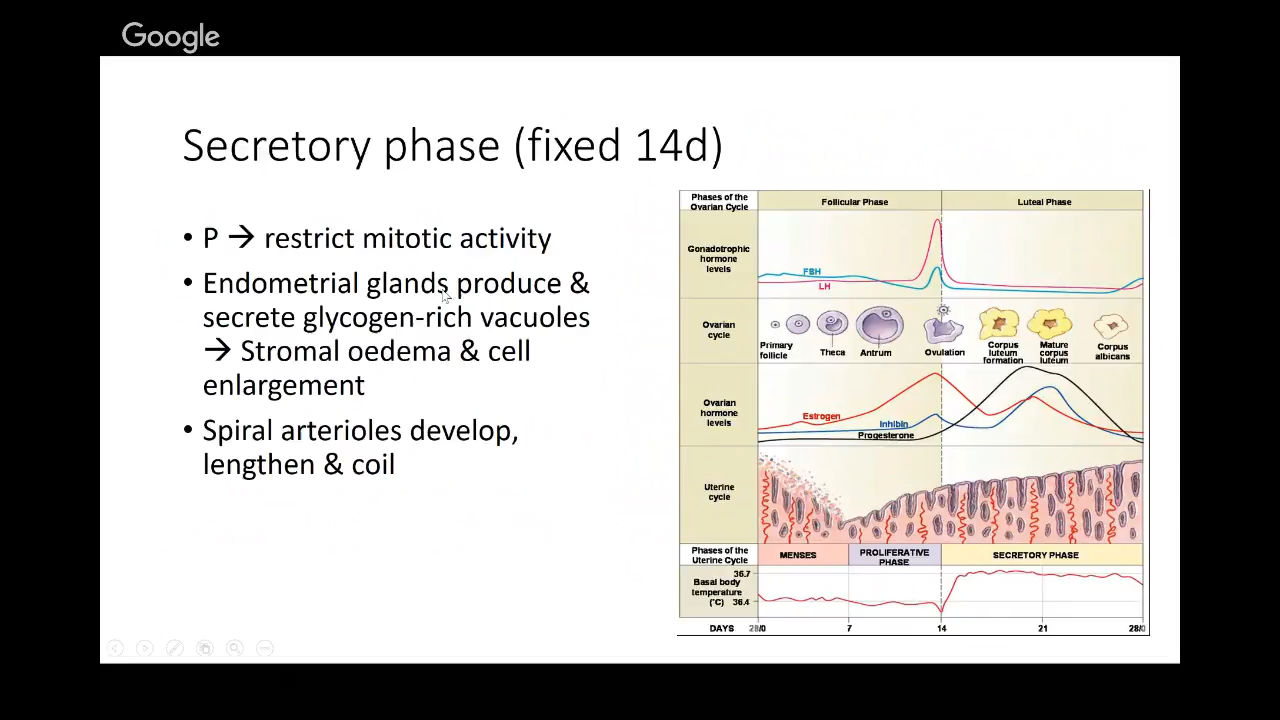 Google
Secretory phase (fixed 14d)
• P → restrict mitotic activity
• Endometrial glands produce &
secrete glycogen-rich vacuoles
→ Stromal oedema & cell
enlargement
• Spiral arterioles develop,
lengthen & coil
Phases of the
Ovarian Cycle
Follicular Phase
Luteal Phase
Gonadotrophic
hormone
levels
FSH
LH
Ovarian
cycle
Primary
follicle
Theca
Antrum
Ovulation
Corpus
luteum
formation
Mature
corpus
luteum
Corpus
albicans
Ovarian
hormone
levels
Estrogen
Inhibin
Progesterone
Uterine
cycle
Phases of the
Uterine Cycle
MENSES
PROLIFERATIVE
PHASE
SECRETORY PHASE
Basal body
temperature
(°C)
36.7
36.4
DAYS
28/0
7
14
21
28/0